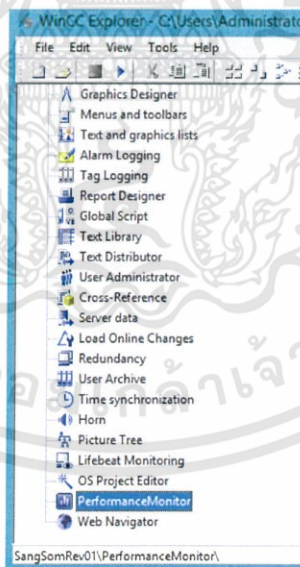 WinCC Explorer - C:\Users\Administrato
File Edit View Tools Help
Graphics Designer
Menus and toolbars
Text and graphics lists
Alarm Logging
Tag Logging
Report Designer
Global Script
Text Library
Text Distributor
User Administrator
Cross-Reference
Server data
Load Online Changes
Redundancy
User Archive
Time synchronization
Horn
Picture Tree
Lifebeat Monitoring
OS Project Editor
PerformanceMonitor
Web Navigator
SangSomRev01\PerformanceMonitor\